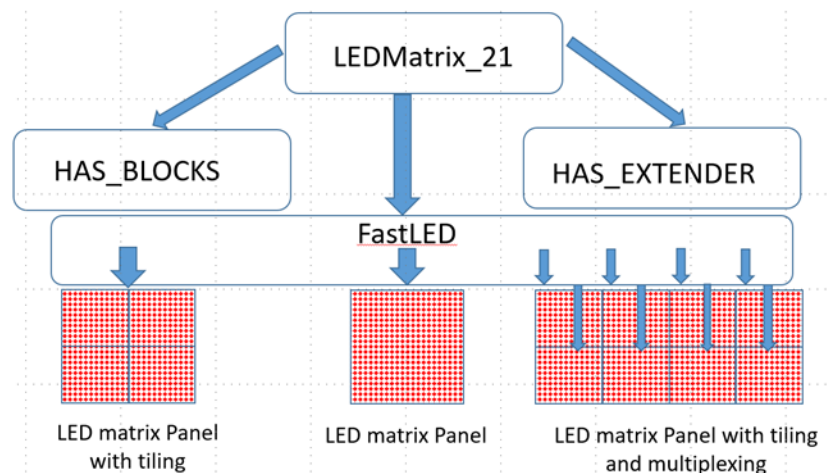 LEDMatrix_21
HAS_BLOCKS
HAS_EXTENDER
FastLED
LED matrix Panel
with tiling
LED matrix Panel
LED matrix Panel with tiling
and multiplexing